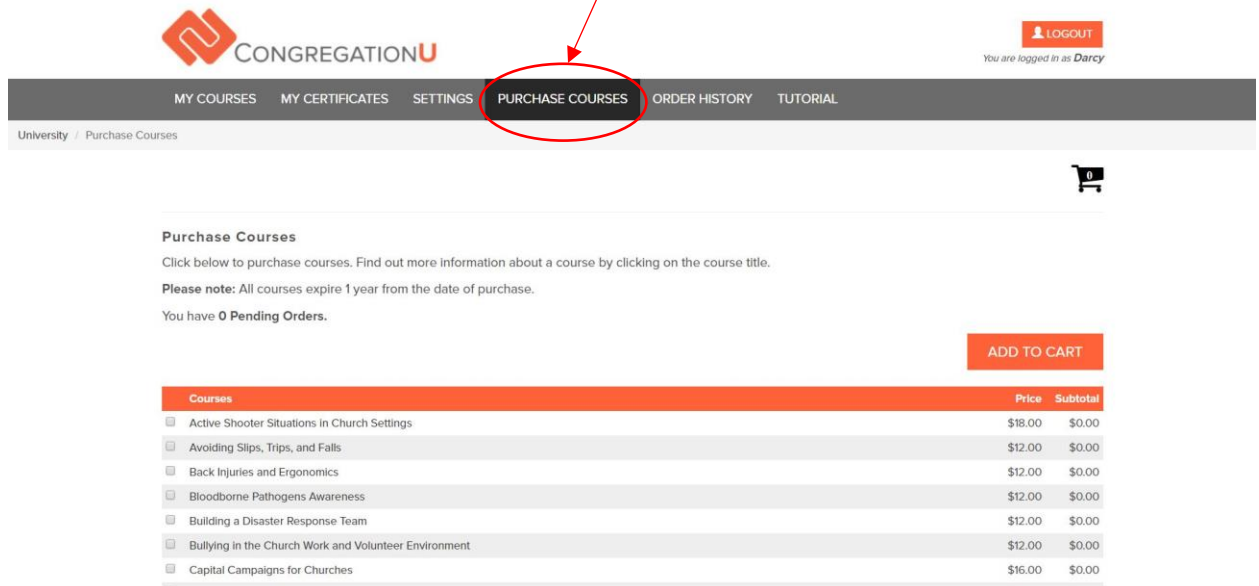 CONGREGATIONU
LOGOUT
You are logged in as Darcy
MY COURSES MY CERTIFICATES SETTINGS PURCHASE COURSES ORDER HISTORY TUTORIAL
University / Purchase Courses
0
Purchase Courses
Click below to purchase courses. Find out more information about a course by clicking on the course title.
Please note: All courses expire 1 year from the date of purchase.
You have 0 Pending Orders.
ADD TO CART
Courses Price Subtotal
Active Shooter Situations in Church Settings $18.00 $0.00
Avoiding Slips, Trips, and Falls $12.00 $0.00
Back Injuries and Ergonomics $12.00 $0.00
Bloodborne Pathogens Awareness $12.00 $0.00
Building a Disaster Response Team $12.00 $0.00
Bullying in the Church Work and Volunteer Environment $12.00 $0.00
Capital Campaigns for Churches $16.00 $0.00